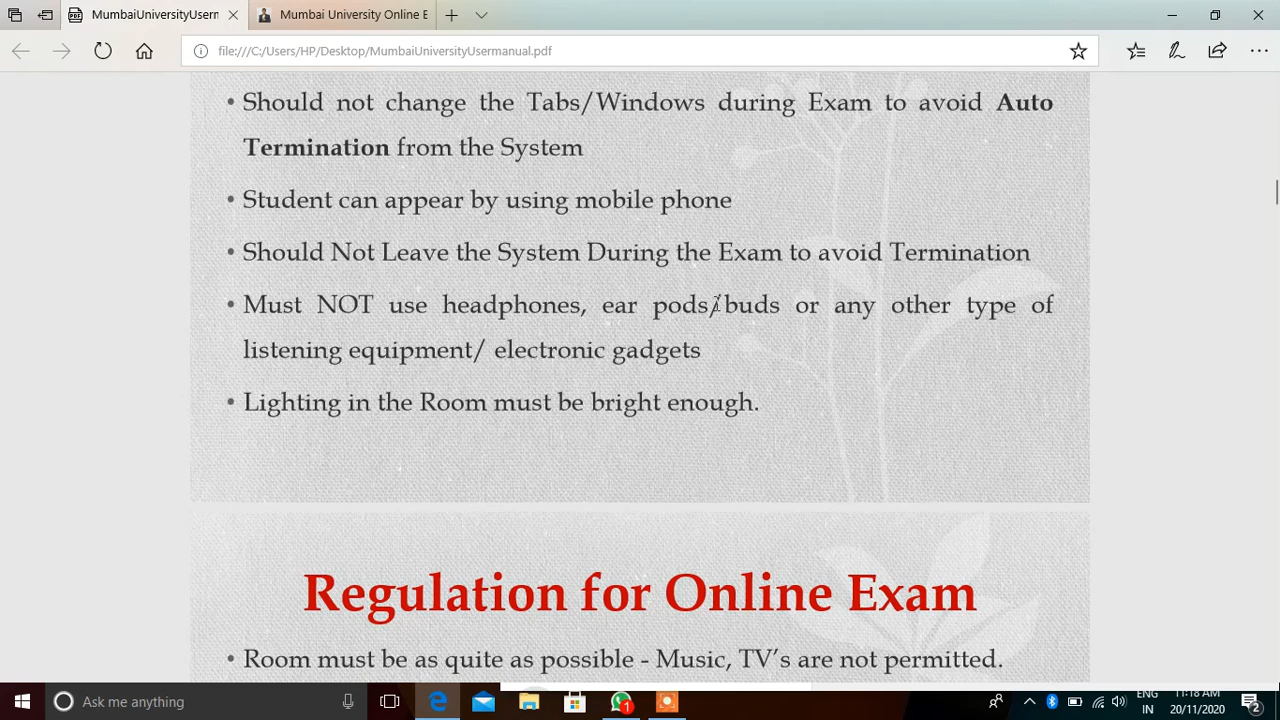 MumbaiUniversityUsern
Mumbai University Online E
file:///C:/Users/HP/Desktop/MumbaiUniversityUsermanual.pdf
• Should not change the Tabs/Windows during Exam to avoid Auto
Termination from the System
• Student can appear by using mobile phone
• Should Not Leave the System During the Exam to avoid Termination
• Must NOT use headphones, ear pods/buds or any other type of
listening equipment/ electronic gadgets
• Lighting in the Room must be bright enough.
Regulation for Online Exam
• Room must be as quite as possible - Music, TV's are not permitted.
Ask me anything
1
ENG
IN
11:18 AM
20/11/2020
2